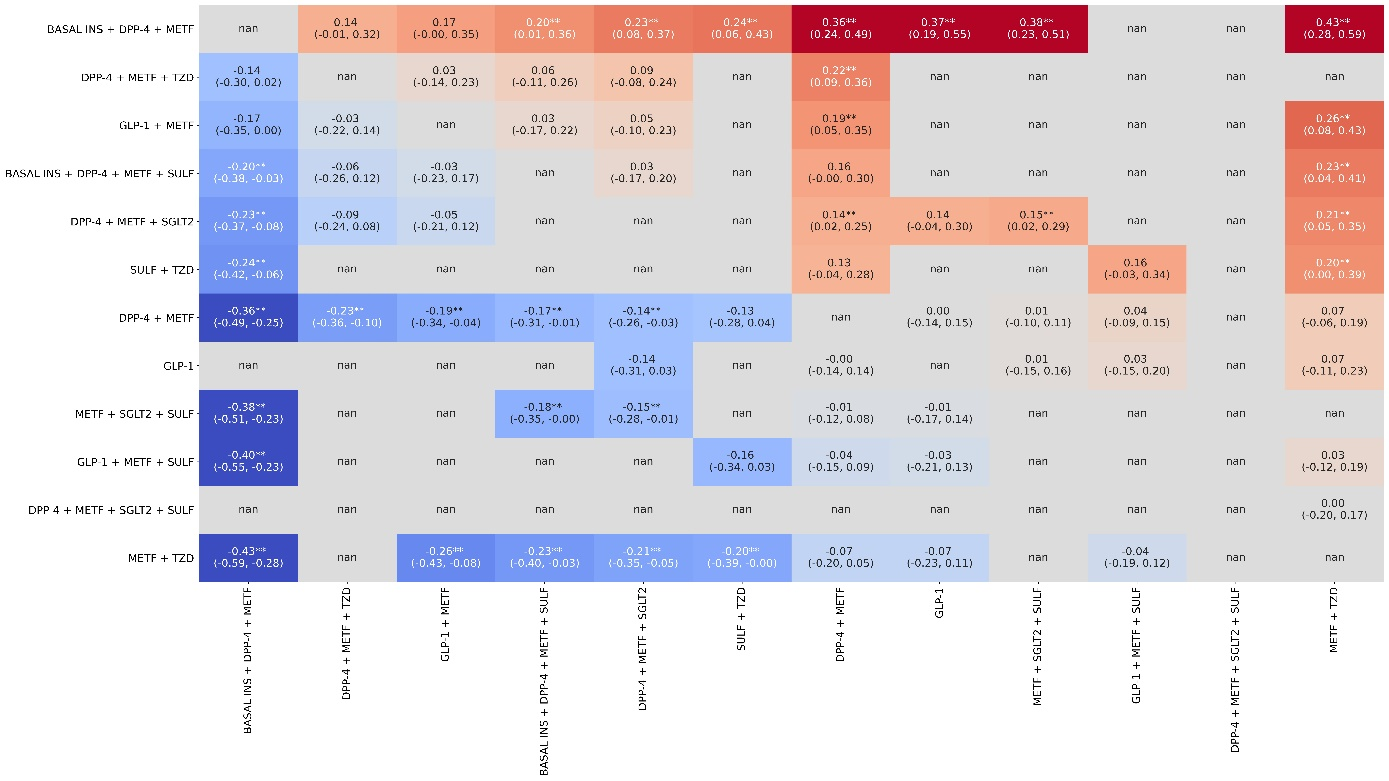 BASAL INS + DPP-4 + METF nan 0.14 0.17 0.20** 0.23** 0.24** 0.36** 0.37** 0.38** nan nan 0.43**
(-0.01, 0.32) (-0.00, 0.35) (0.01, 0.36) (0.08, 0.37) (0.06, 0.43) (0.24, 0.49) (0.19, 0.55) (0.23, 0.51) (0.28, 0.59)
DPP-4 + METF + TZD -0.14 nan 0.03 0.06 0.09 nan 0.22** nan nan nan nan nan
(-0.30, 0.02) (-0.14, 0.23) (-0.11, 0.26) (-0.08, 0.24) (0.09, 0.36)
GLP-1 + METF -0.17 -0.03 nan 0.03 0.05 nan 0.19** nan nan nan nan 0.26**
(-0.35, 0.00) (-0.22, 0.14) (-0.17, 0.22) (-0.10, 0.23) (0.05, 0.35) (0.08, 0.43)
BASAL INS + DPP-4 + METF + SULF -0.20** -0.06 -0.03 nan 0.03 nan 0.16 nan nan nan nan 0.23**
(-0.38, -0.03) (-0.26, 0.12) (-0.23, 0.17) (-0.17, 0.20) (-0.00, 0.30) (0.04, 0.41)
DPP-4 + METF + SGLT2 -0.23** -0.09 -0.05 nan nan nan 0.14** 0.14 0.15** nan nan 0.21**
(-0.37, -0.08) (-0.24, 0.08) (-0.21, 0.12) (0.02, 0.25) (-0.04, 0.30) (0.02, 0.29) (0.05, 0.35)
SULF + TZD -0.24** nan nan nan nan nan 0.13 nan nan 0.16 nan 0.20**
(-0.42, -0.06) (-0.04, 0.28) (-0.03, 0.34) (0.00, 0.39)
DPP-4 + METF -0.36** -0.23** -0.19** -0.17** -0.14** -0.13 nan 0.00 0.01 0.04 nan 0.07
(-0.49, -0.25) (-0.36, -0.10) (-0.34, -0.04) (-0.31, -0.01) (-0.26, -0.03) (-0.28, 0.04) (-0.14, 0.15) (-0.10, 0.11) (-0.09, 0.15) (-0.06, 0.19)
GLP-1 nan nan nan nan -0.14 nan -0.00 nan 0.01 0.03 nan 0.07
(-0.31, 0.03) (-0.14, 0.14) (-0.15, 0.16) (-0.15, 0.20) (-0.11, 0.23)
METF + SGLT2 + SULF -0.38** nan nan -0.18** -0.15** nan -0.01 -0.01 nan nan nan nan
(-0.51, -0.23) (-0.35, -0.00) (-0.28, -0.01) (-0.12, 0.08) (-0.17, 0.14)
GLP-1 + METF + SULF -0.40** nan nan nan nan -0.16 -0.04 -0.03 nan nan nan 0.03
(-0.55, -0.23) (-0.34, 0.03) (-0.15, 0.09) (-0.21, 0.13) (-0.12, 0.19)
DPP 4 + METF + SGLT2 + SULF nan nan nan nan nan nan nan nan nan nan nan 0.00
(-0.20, 0.17)
METF + TZD -0.43** nan -0.26** -0.23** -0.21** -0.20** -0.07 -0.07 nan -0.04 nan nan
(-0.59, -0.28) (-0.43, -0.08) (-0.40, -0.03) (-0.35, -0.05) (-0.39, -0.00) (-0.20, 0.05) (-0.23, 0.11) (-0.19, 0.12)
BASAL INS + DPP-4 + METF
DPP-4 + METF + TZD
GLP-1 + METF
BASAL INS + DPP-4 + METF + SULF
DPP-4 + METF + SGLT2
SULF + TZD
DPP-4 + METF
GLP-1
METF + SGLT2 + SULF
GLP 1 + METF + SULF
DPP-4 + METF + SGLT2 + SULF
METF + TZD